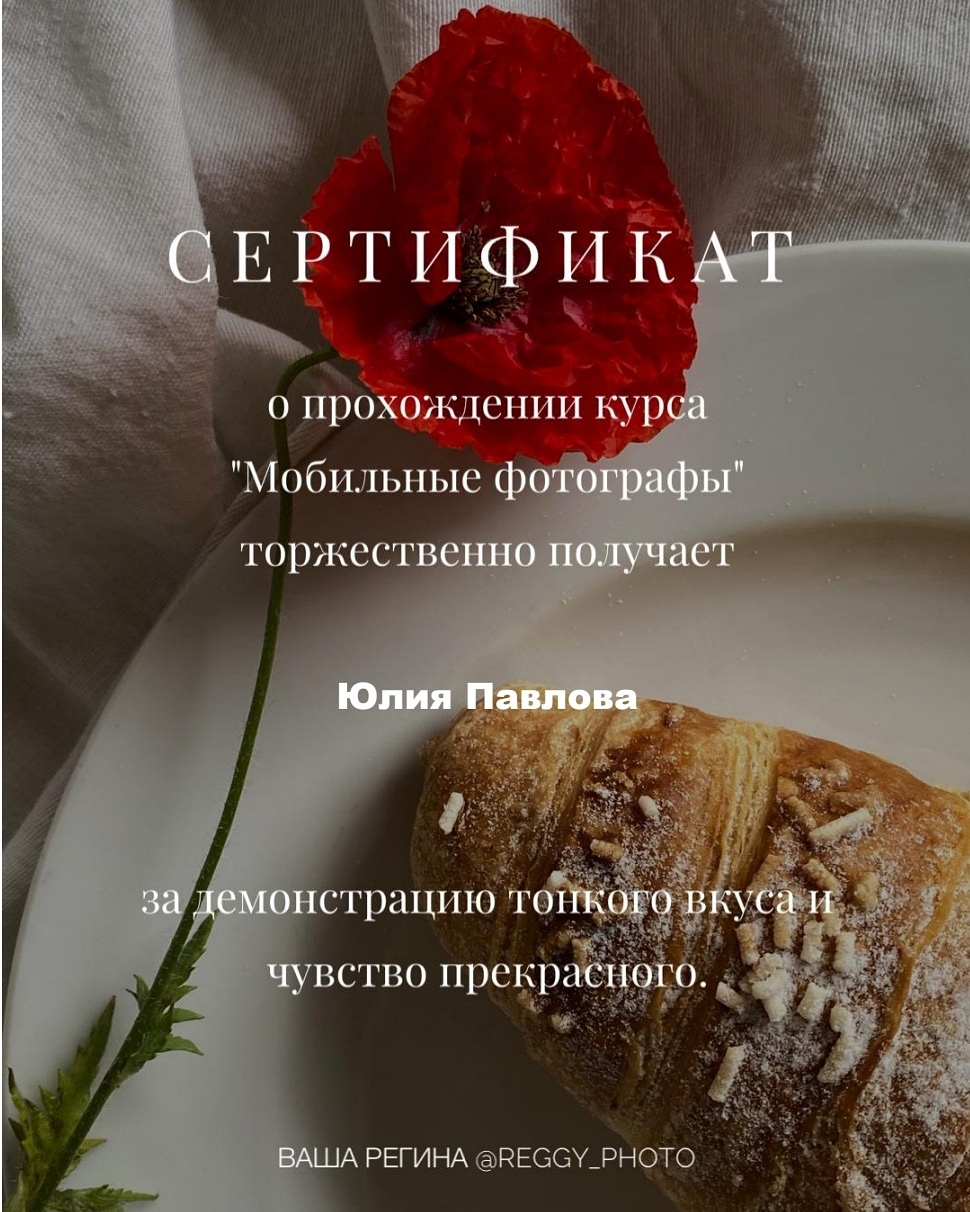 СЕРТИФИКАТ
о прохождении курса
"Мобильные фотографы"
торжественно получает
Юлия Павлова
за демонстрацию тонкого вкуса и
чувство прекрасного.
ВАША РЕГИНА @REGGY_PHOTO